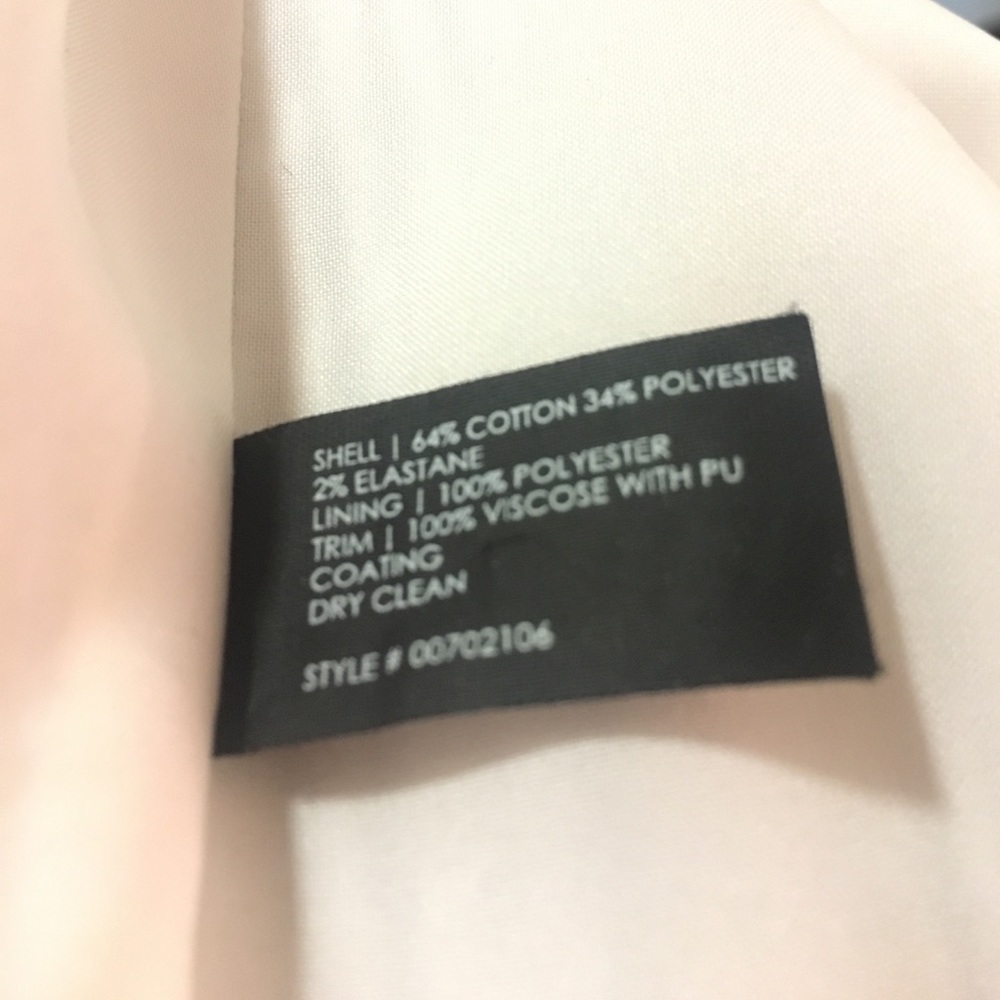 SHELL | 64% COTTON 34% POLYESTER
2% ELASTANE
LINING | 100% POLYESTER
TRIM | 100% VISCOSE WITH PU
COATING
DRY CLEAN
STYLE # 00702106